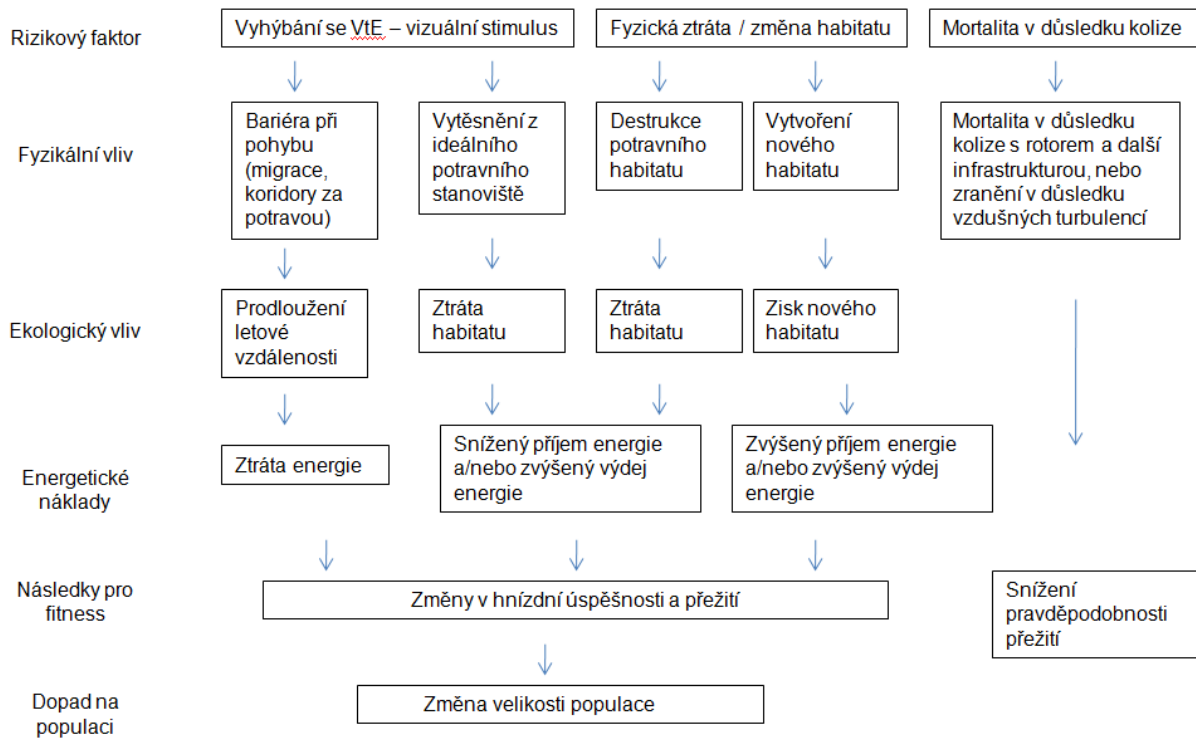 Rizikový faktor
Vyhýbání se VtE – vizuální stimulus
Fyzická ztráta / změna habitatu
Mortalita v důsledku kolize
Fyzikální vliv
Bariéra při
pohybu
(migrace,
koridory za
potravou)
Vytěsnění z
ideálního
potravního
stanoviště
Destrukce
potravního
habitatu
Vytvoření
nového
habitatu
Mortalita v důsledku
kolize s rotorem a další
infrastrukturou, nebo
zranění v důsledku
vzdušných turbulencí
Ekologický vliv
Prodloužení
letové
vzdálenosti
Ztráta
habitatu
Ztráta
habitatu
Zisk nového
habitatu
Energetické
náklady
Ztráta energie
Snížený příjem energie
a/nebo zvýšený výdej
energie
Zvýšený příjem energie
a/nebo zvýšený výdej
energie
Následky pro
fitness
Změny v hnízdní úspěšnosti a přežití
Snížení
pravděpodobnosti
přežití
Dopad na
populaci
Změna velikosti populace